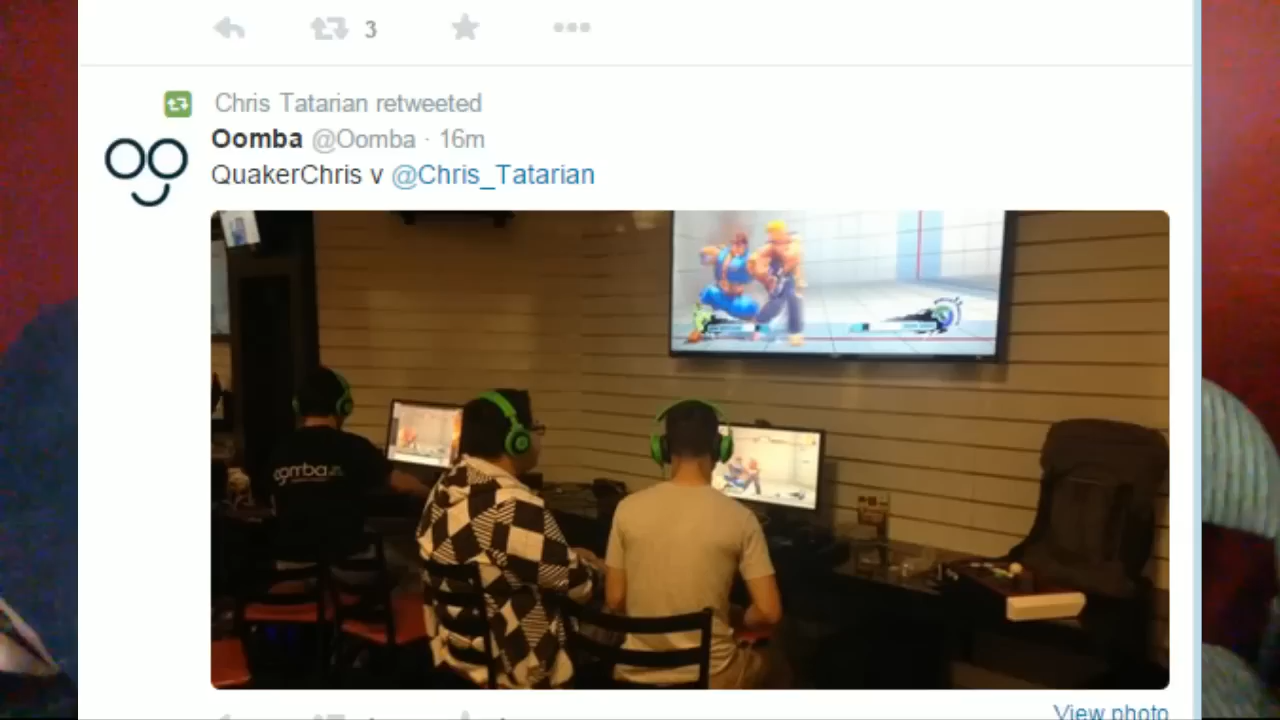 3
Chris Tatarian retweeted
Oomba @Oomba · 16m
QuakerChris v @Chris_Tatarian
oomba
View photo